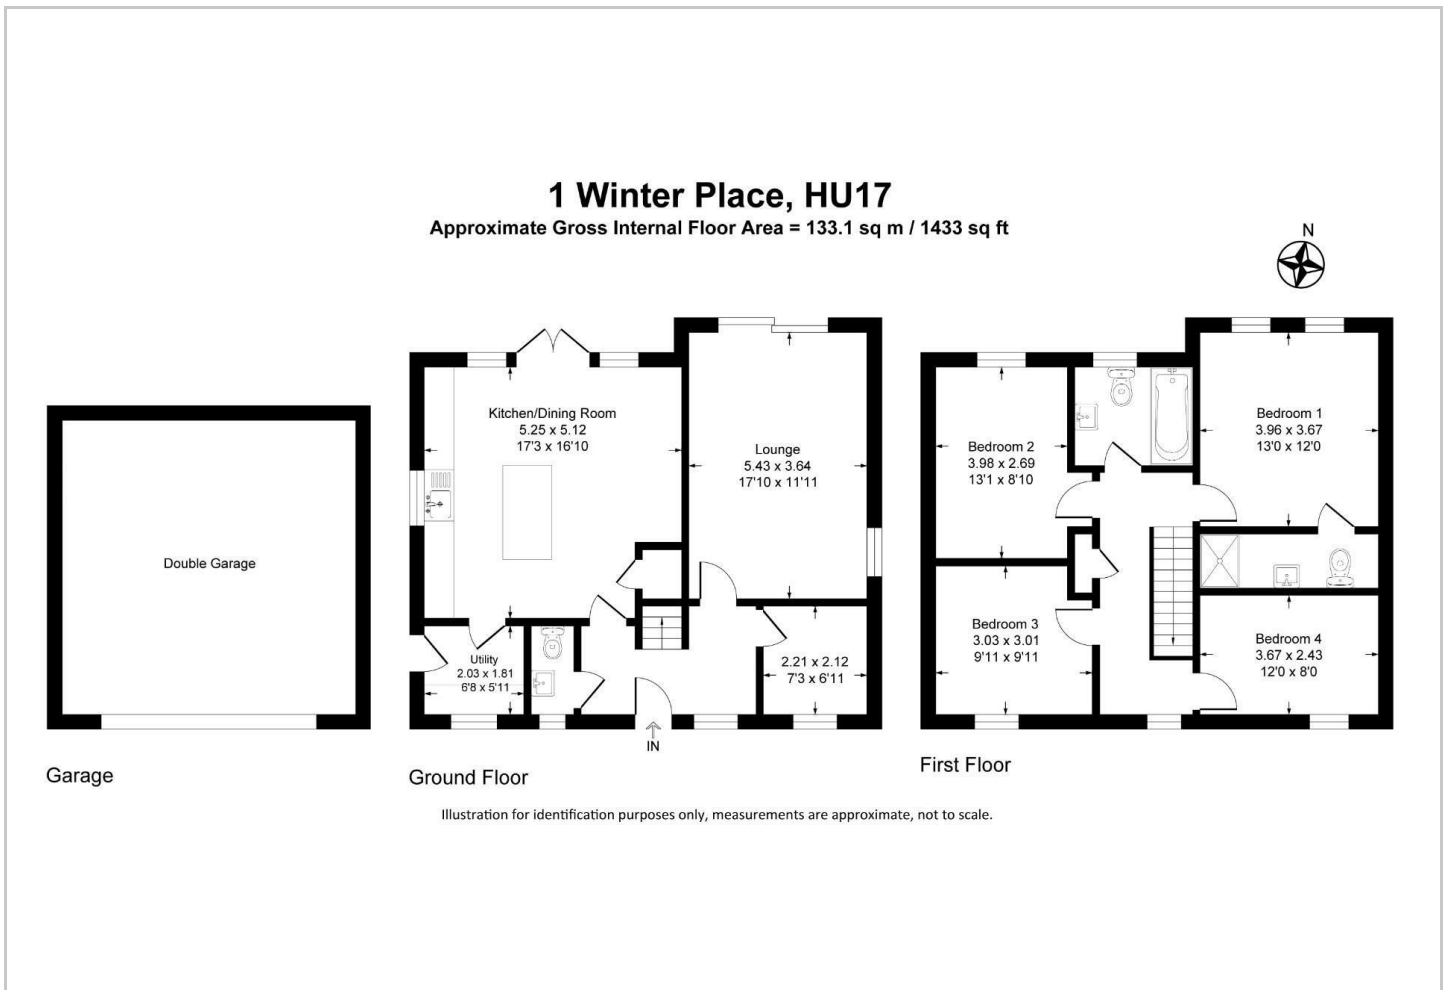 1 Winter Place, HU17
Approximate Gross Internal Floor Area = 133.1 sq m / 1433 sq ft
N
Double Garage
Garage
Kitchen/Dining Room
5.25 x 5.12
17'3 x 16'10
Lounge
5.43 x 3.64
17'10 x 11'11
Utility
2.03 x 1.81
6'8 x 5'11
2.21 x 2.12
7'3 x 6'11
IN
Ground Floor
Bedroom 2
3.98 x 2.69
13'1 x 8'10
Bedroom 1
3.96 x 3.67
13'0 x 12'0
Bedroom 3
3.03 x 3.01
9'11 x 9'11
Bedroom 4
3.67 x 2.43
12'0 x 8'0
First Floor
Illustration for identification purposes only, measurements are approximate, not to scale.